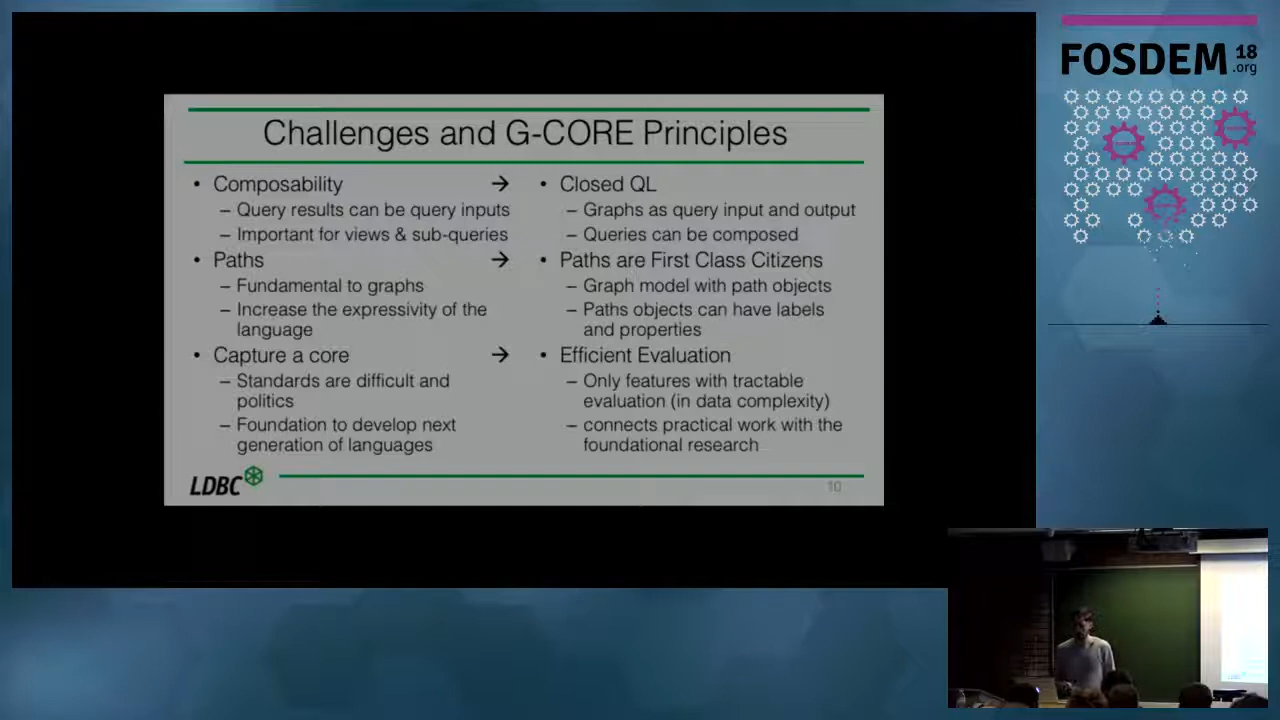 FOSDEM 18
.org
Challenges and G-CORE Principles
• Composability →
– Query results can be query inputs
– Important for views & sub-queries
• Paths →
– Fundamental to graphs
– Increase the expressivity of the
language
• Capture a core →
– Standards are difficult and
politics
– Foundation to develop next
generation of languages
• Closed QL
– Graphs as query input and output
– Queries can be composed
• Paths are First Class Citizens
– Graph model with path objects
– Paths objects can have labels
and properties
• Efficient Evaluation
– Only features with tractable
evaluation (in data complexity)
– connects practical work with the
foundational research
LDBC
10